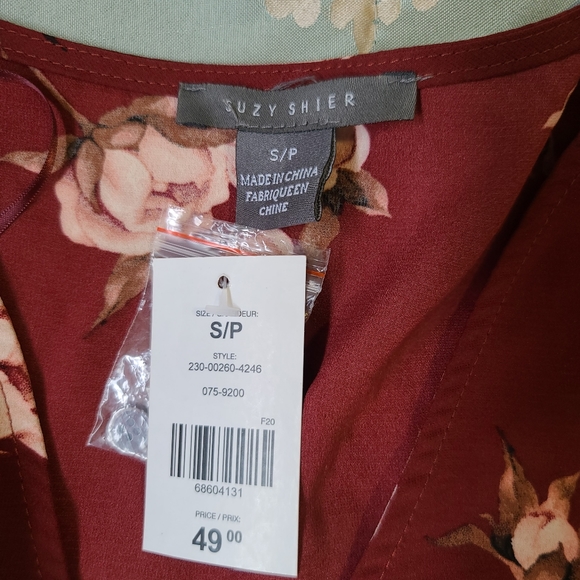 SUZY SHIER
S/P
MADE IN CHINA
FABRIQUE EN
CHINE
S/P
STYLE:
230-00260-4246
075-9200
F20
68604131
PRICE / PRIX:
49 00